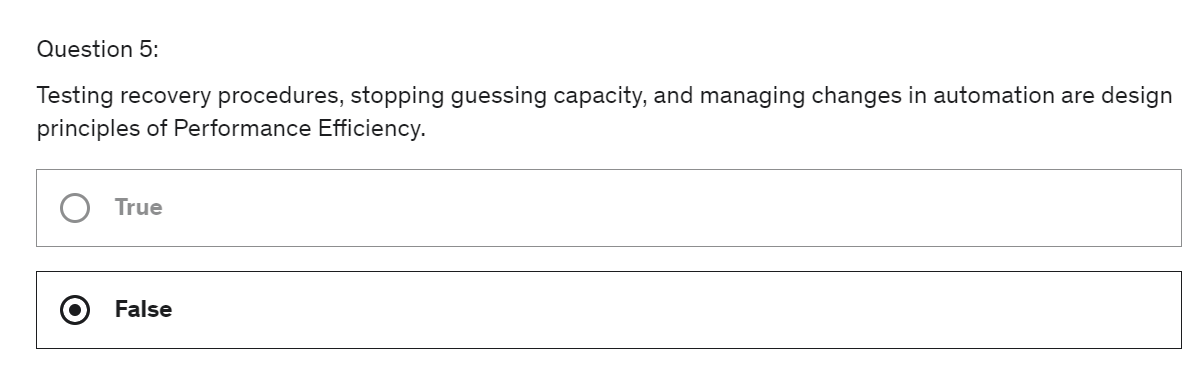 Question 5:
Testing recovery procedures, stopping guessing capacity, and managing changes in automation are design
principles of Performance Efficiency.
True
False